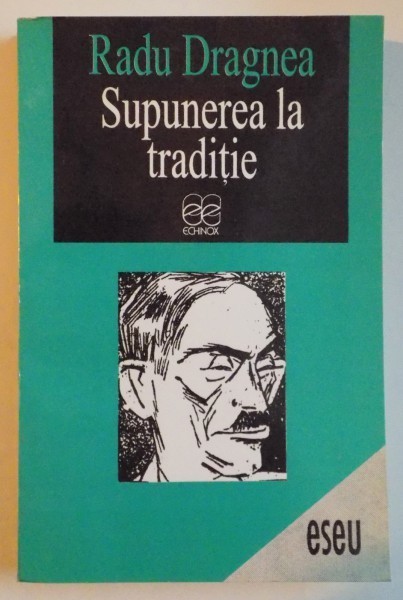 Radu Dragnea
Supunerea la
tradiție
ECHINOX
eseu